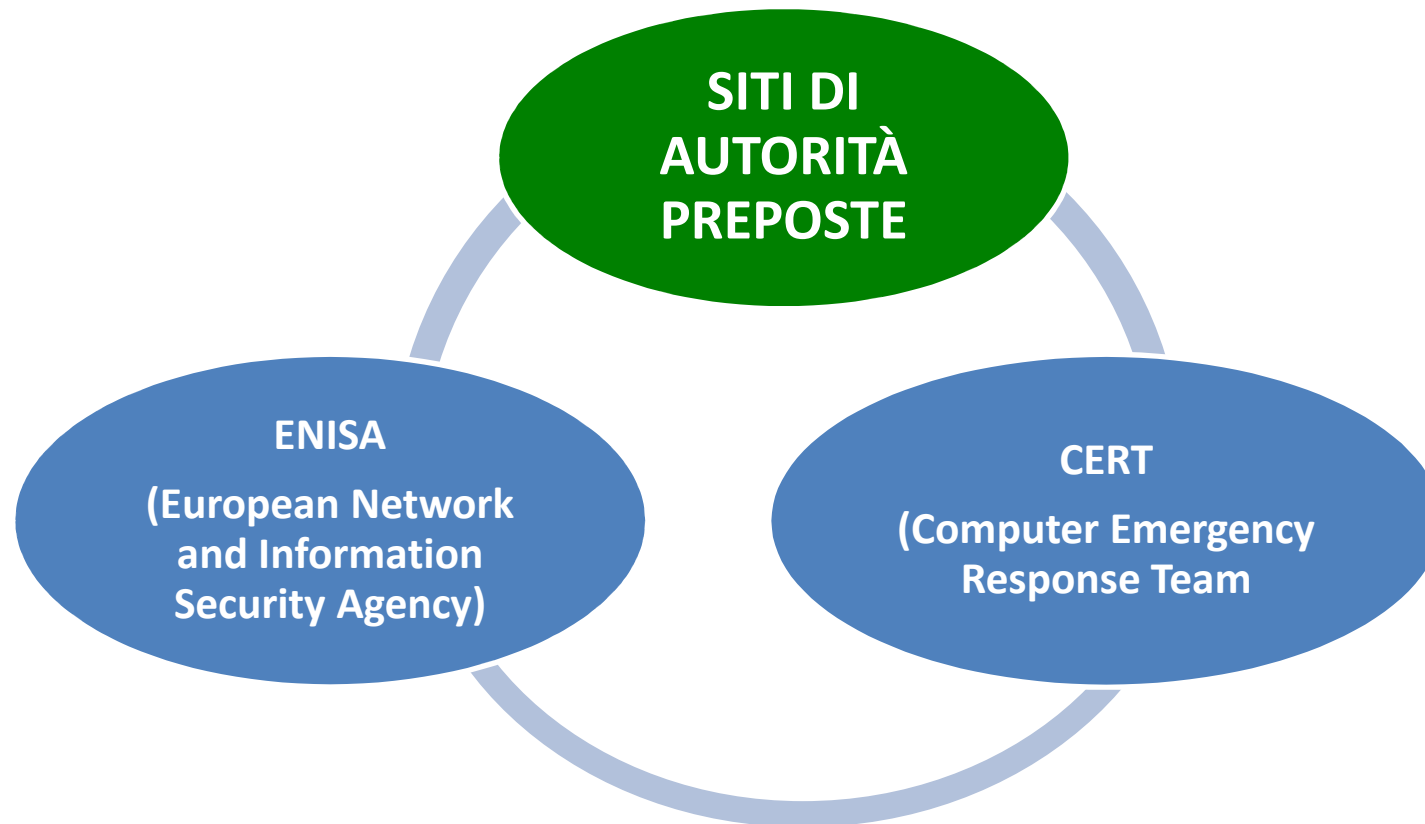 SITI DI
AUTORITÀ
PREPOSTE
ENISA
(European Network
and Information
Security Agency)
CERT
(Computer Emergency
Response Team